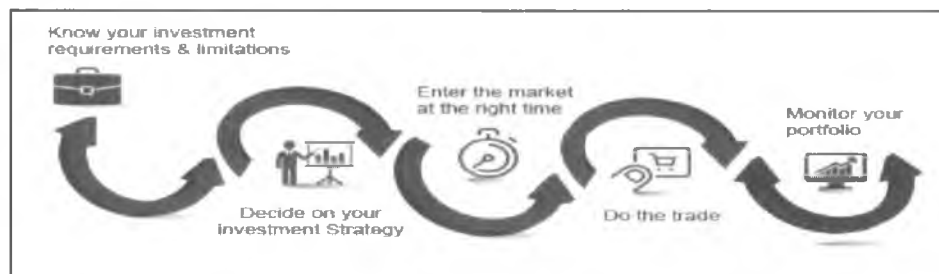 Know your investment
requirements & limitations
Decide on your
investment Strategy
Enter the market
at the right time
Do the trade
Monitor your
portfolio